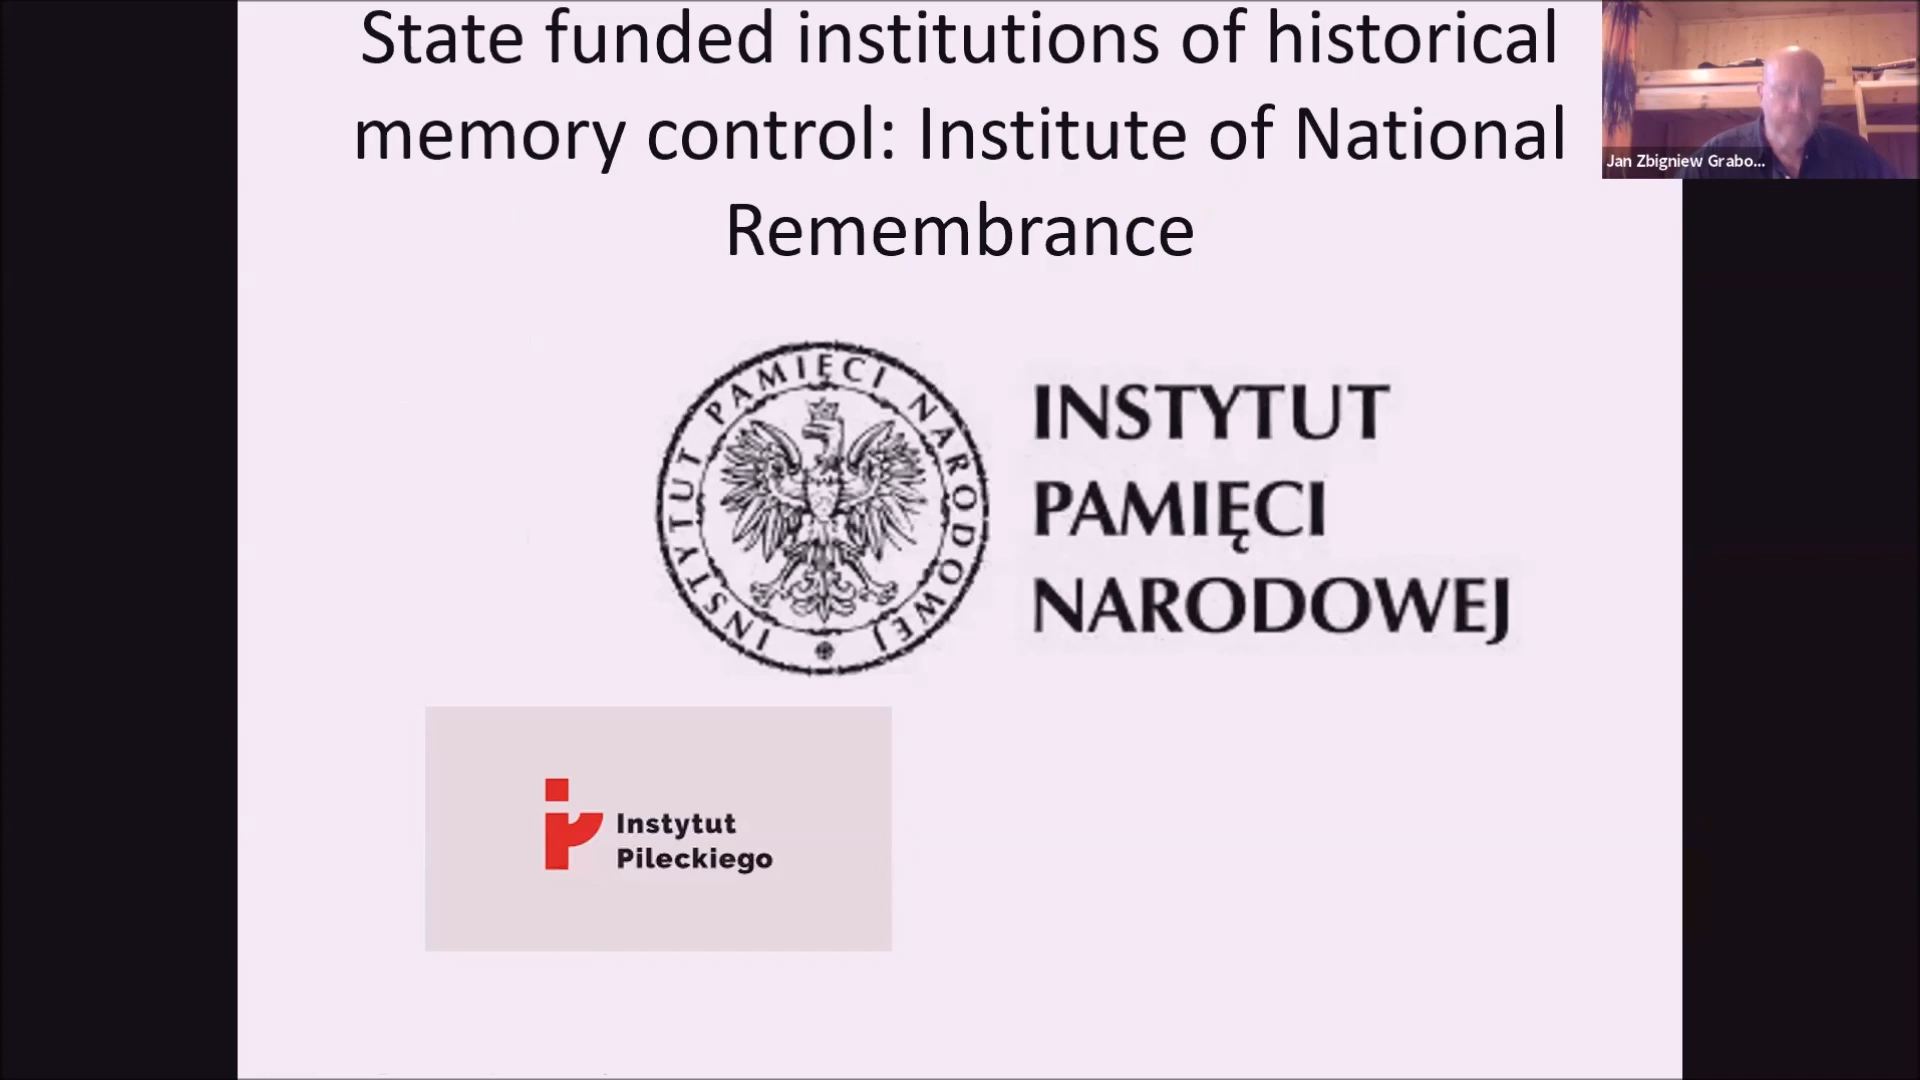 State funded institutions of historical
memory control: Institute of National
Remembrance
Jan Zbigniew Grabo...
INSTYTUT PAMIĘCI NARODOWEJ
INSTYTUT
PAMIĘCI
NARODOWEJ
Instytut
Pileckiego